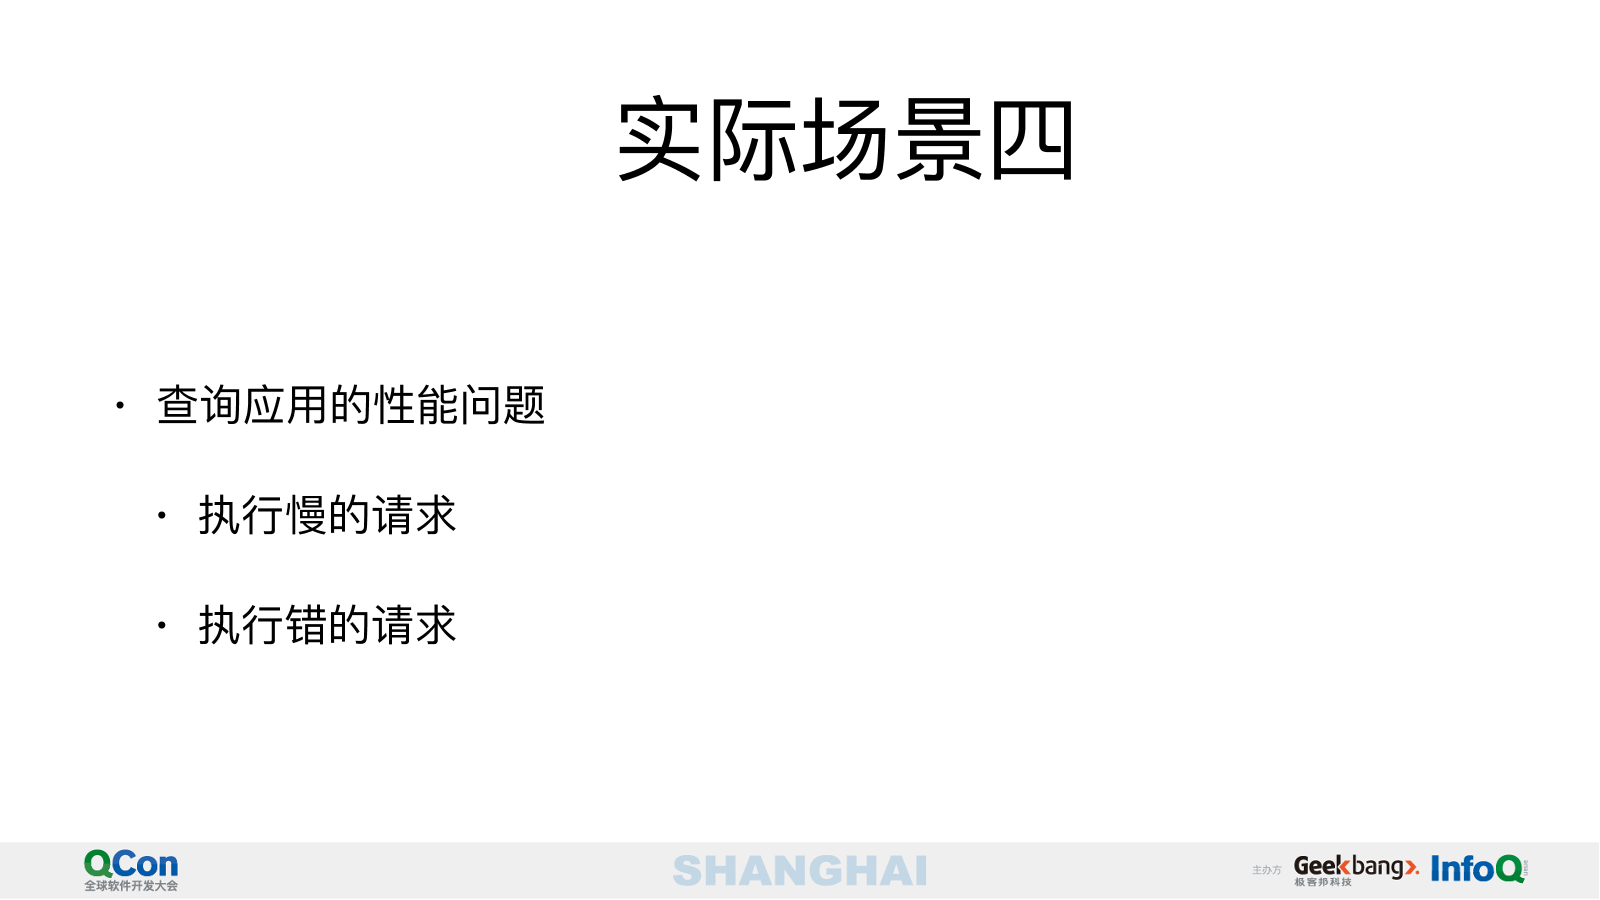 实际场景四
• 查询应用的性能问题
• 执行慢的请求
• 执行错的请求
QCon
全球软件开发大会
SHANGHAI
主办方
Geekbang>.
极客邦科技
InfoQ